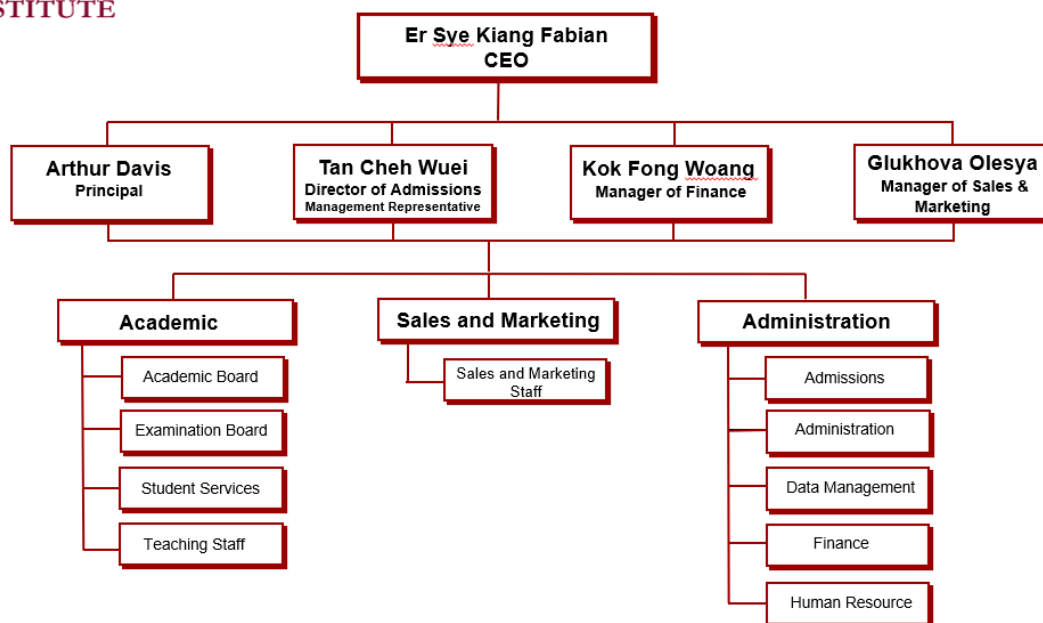 STITUTE
Er Sye Kiang Fabian
CEO
Arthur Davis
Principal
Tan Cheh Wuei
Director of Admissions
Management Representative
Kok Fong Woang
Manager of Finance
Glukhova Olesya
Manager of Sales &
Marketing
Academic
Academic Board
Examination Board
Student Services
Teaching Staff
Sales and Marketing
Sales and Marketing
Staff
Administration
Admissions
Administration
Data Management
Finance
Human Resource